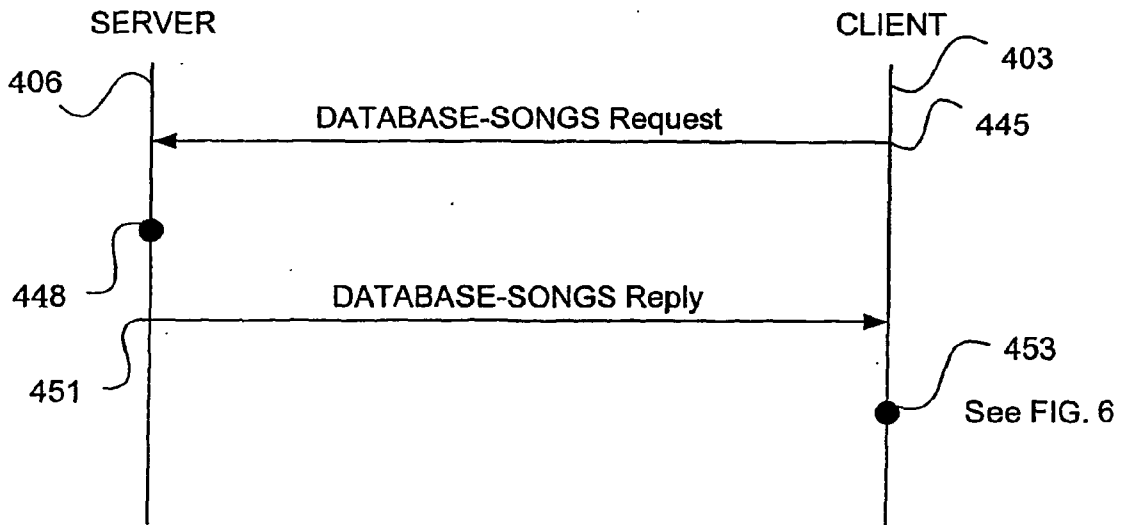 SERVER
CLIENT
406
403
DATABASE-SONGS Request
445
448
DATABASE-SONGS Reply
451
453
See FIG. 6